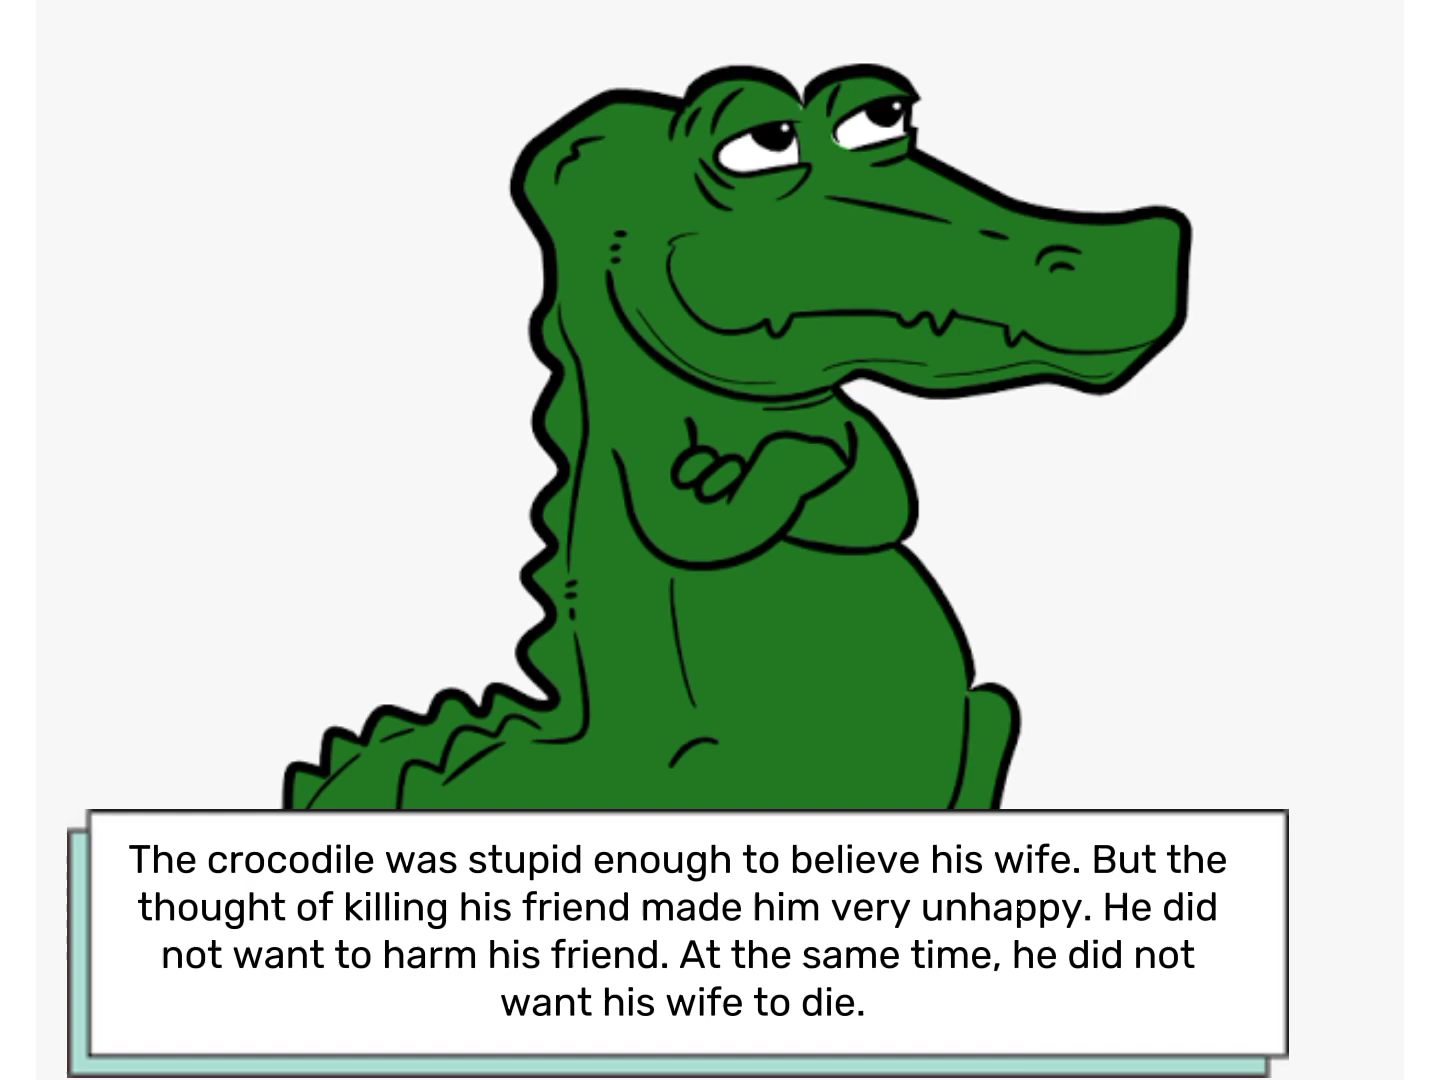 The crocodile was stupid enough to believe his wife. But the
thought of killing his friend made him very unhappy. He did
not want to harm his friend. At the same time, he did not
want his wife to die.